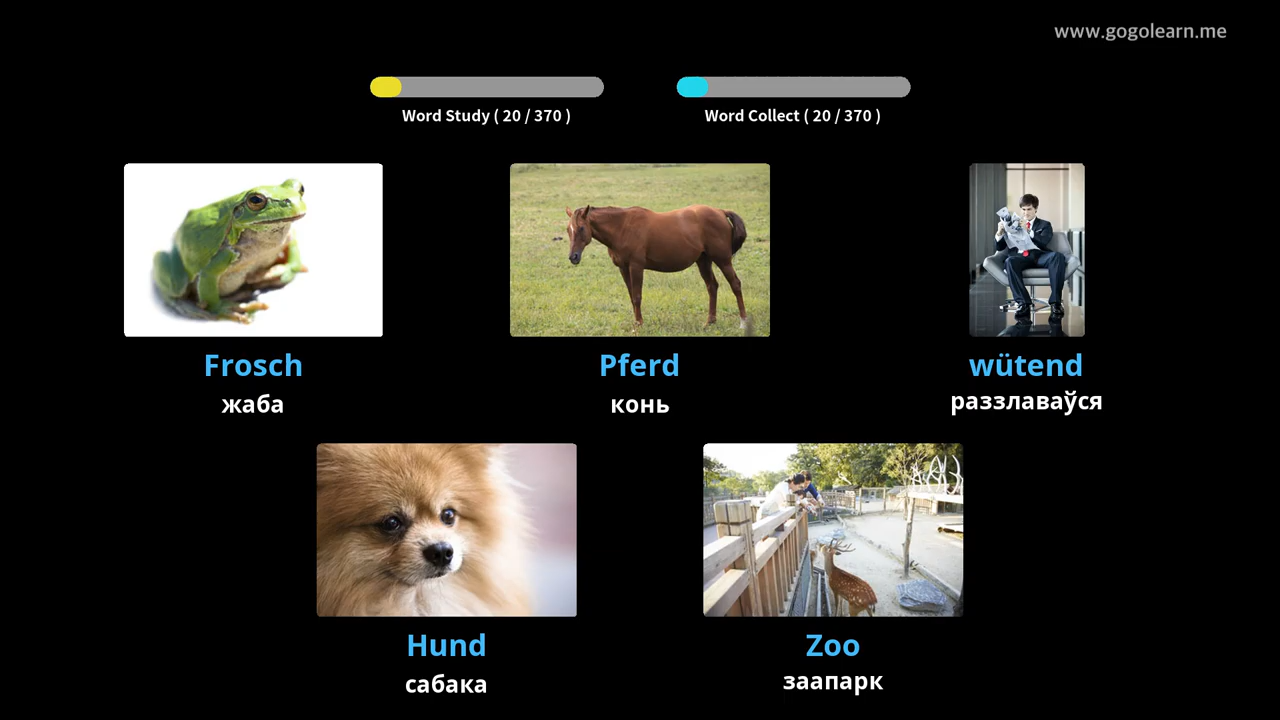 www.gogolearn.me
Word Study ( 20 / 370 )
Word Collect ( 20 / 370 )
Frosch
жаба
Pferd
конь
wütend
раззлаваўся
Hund
сабака
Zoo
заапарк